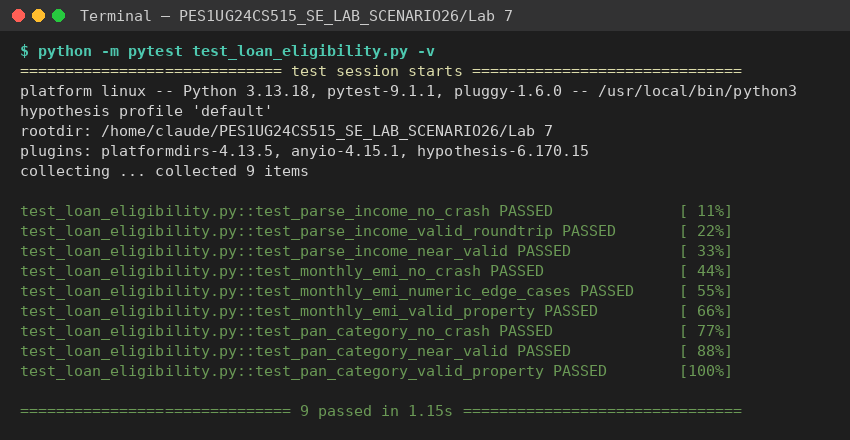 Terminal — PES1UG24CS515_SE_LAB_SCENARIO26/Lab 7
$ python -m pytest test_loan_eligibility.py -v
============================= test session starts ==============================
platform linux -- Python 3.13.18, pytest-9.1.1, pluggy-1.6.0 -- /usr/local/bin/python3
hypothesis profile 'default'
rootdir: /home/claude/PES1UG24CS515_SE_LAB_SCENARIO26/Lab 7
plugins: platformdirs-4.13.5, anyio-4.15.1, hypothesis-6.170.15
collecting ... collected 9 items
test_loan_eligibility.py::test_parse_income_no_crash PASSED              [ 11%]
test_loan_eligibility.py::test_parse_income_valid_roundtrip PASSED       [ 22%]
test_loan_eligibility.py::test_parse_income_near_valid PASSED            [ 33%]
test_loan_eligibility.py::test_monthly_emi_no_crash PASSED               [ 44%]
test_loan_eligibility.py::test_monthly_emi_numeric_edge_cases PASSED     [ 55%]
test_loan_eligibility.py::test_monthly_emi_valid_property PASSED         [ 66%]
test_loan_eligibility.py::test_pan_category_no_crash PASSED              [ 77%]
test_loan_eligibility.py::test_pan_category_near_valid PASSED            [ 88%]
test_loan_eligibility.py::test_pan_category_valid_property PASSED        [100%]
============================== 9 passed in 1.15s ===============================